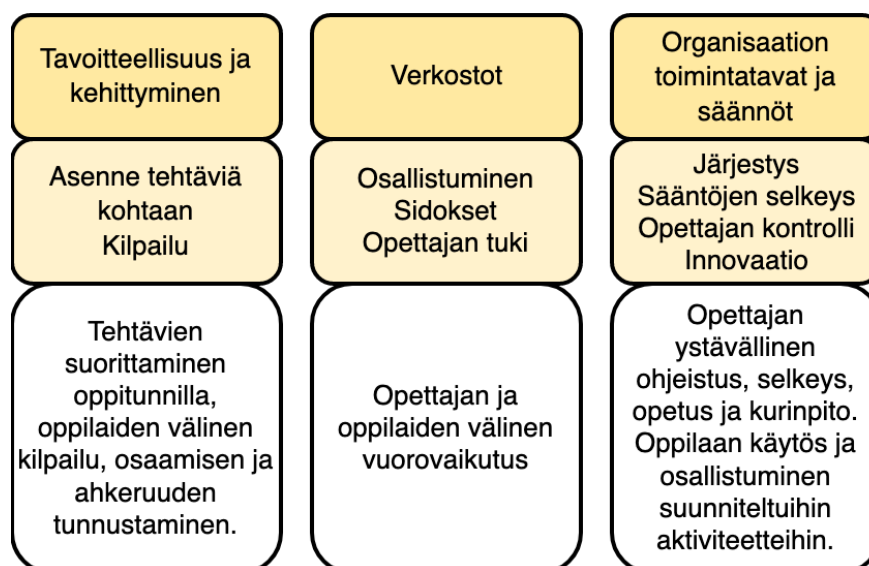 Tavoitteellisuus ja
kehittyminen
Verkostot
Organisaation
toimintatavat ja
säännöt
Asenne tehtäviä
kohtaan
Kilpailu
Osallistuminen
Sidokset
Opettajan tuki
Järjestys
Sääntöjen selkeys
Opettajan kontrolli
Innovaatio
Tehtävien
suorittaminen
oppitunnilla,
oppilaiden välinen
kilpailu, osaamisen ja
ahkeruuden
tunnustaminen.
Opettajan ja
oppilaiden välinen
vuorovaikutus
Opettajan
ystävällinen
ohjeistus, selkeys,
opetus ja kurinpito.
Oppilaan käytös ja
osallistuminen
suunniteltuihin
aktiviteetteihin.